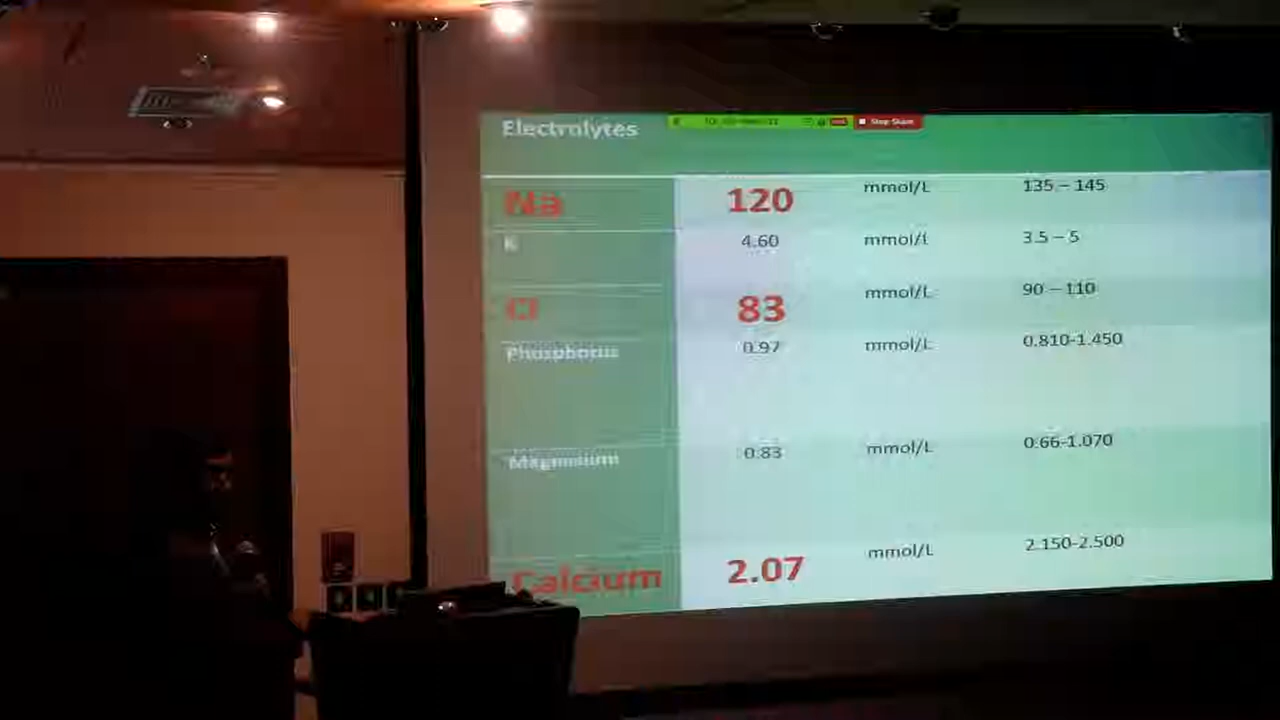 Electrolytes
Stop Share
Na 120 mmol/L 135 – 145
K 4.60 mmol/L 3.5 – 5
Cl 83 mmol/L 90 – 110
Phosphorus 0.97 mmol/L 0.810-1.450
Magnisium 0.83 mmol/L 0.66-1.070
Calcium 2.07 mmol/L 2.150-2.500